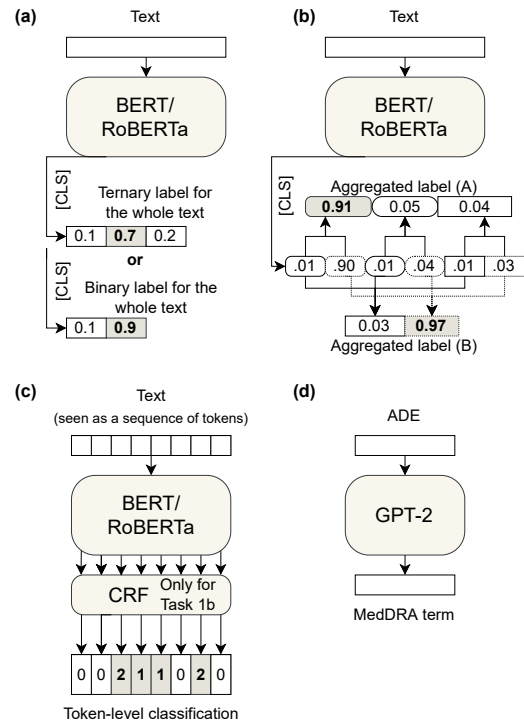 (a)
Text
BERT/
RoBERTa
[CLS]
Ternary label for
the whole text
0.1 0.7 0.2
or
[CLS]
Binary label for the
whole text
0.1 0.9
(b)
Text
BERT/
RoBERTa
[CLS]
Aggregated label (A)
0.91 0.05 0.04
.01 .90 .01 .04 .01 .03
0.03 0.97
Aggregated label (B)
(c)
Text
(seen as a sequence of tokens)
BERT/
RoBERTa
CRF
Only for
Task 1b
0 0 2 1 1 0 2 0
Token-level classification
(d)
ADE
GPT-2
MedDRA term